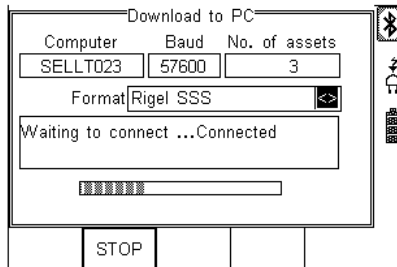 Download to PC
Computer Baud No. of assets
SELLT023 57600 3
Format Rigel SSS <>
Waiting to connect ...Connected
STOP